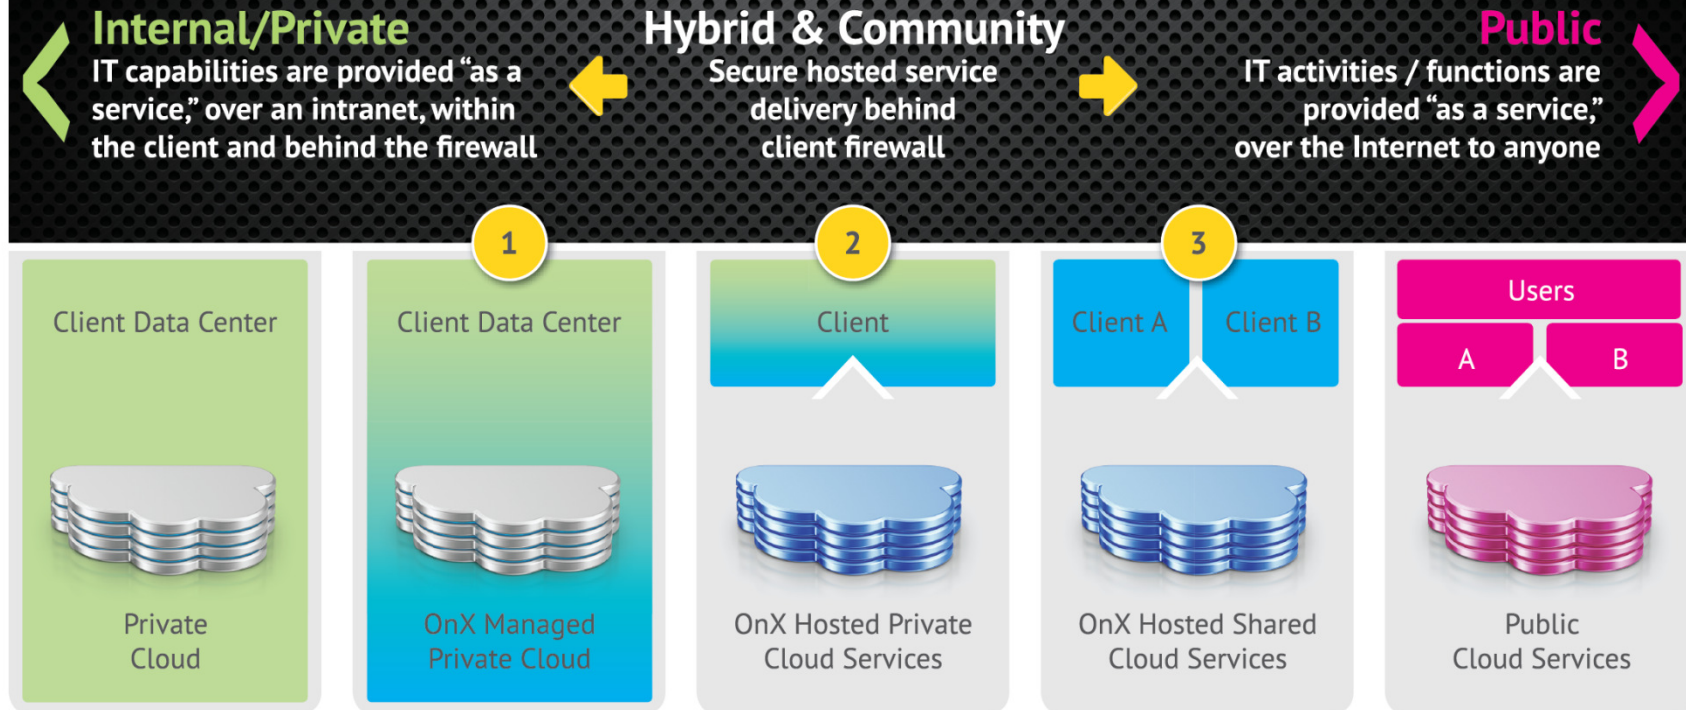 Internal/Private
IT capabilities are provided “as a
service,” over an intranet, within
the client and behind the firewall
Hybrid & Community
Secure hosted service
delivery behind
client firewall
Public
IT activities / functions are
provided “as a service,”
over the Internet to anyone
1
2
3
Client Data Center
Private
Cloud
Client Data Center
OnX Managed
Private Cloud
Client
OnX Hosted Private
Cloud Services
Client A
Client B
OnX Hosted Shared
Cloud Services
Users
A
B
Public
Cloud Services